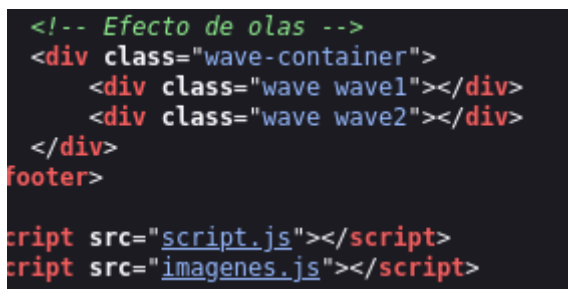 <!-- Efecto de olas -->
<div class="wave-container">
<div class="wave wave1"></div>
<div class="wave wave2"></div>
</div>
footer>
cript src="script.js"></script>
cript src="imagenes.js"></script>